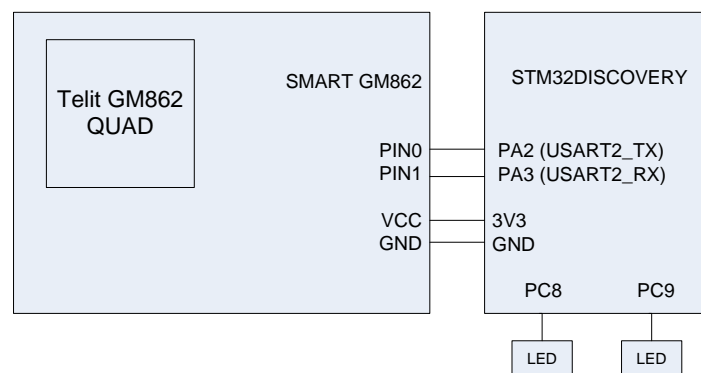 Telit GM862
QUAD
SMART GM862
PIN0
PIN1
VCC
GND
STM32DISCOVERY
PA2 (USART2_TX)
PA3 (USART2_RX)
3V3
GND
PC8
PC9
LED
LED